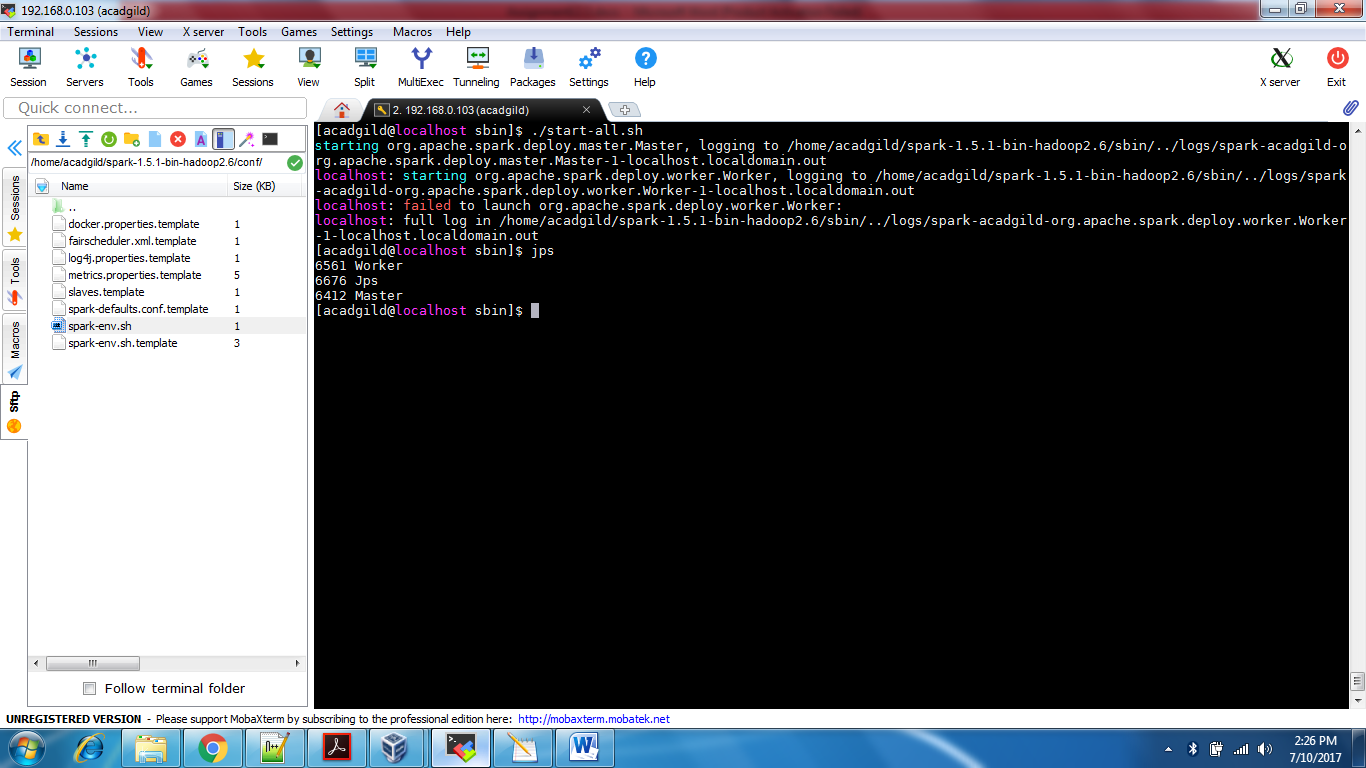 192.168.0.103 (acadgild)
Terminal Sessions View X server Tools Games Settings Macros Help
Session Servers Tools Games Sessions View Split MultiExec Tunneling Packages Settings Help X server Exit
Quick connect...
2. 192.168.0.103 (acadgild)
/home/acadgild/spark-1.5.1-bin-hadoop2.6/conf/
Name Size (KB)
..
docker.properties.template 1
fairscheduler.xml.template 1
log4j.properties.template 1
metrics.properties.template 5
slaves.template 1
spark-defaults.conf.template 1
spark-env.sh 1
spark-env.sh.template 3
Sessions
Tools
Macros
Sftp
Follow terminal folder
[acadgild@localhost sbin]$ ./start-all.sh
starting org.apache.spark.deploy.master.Master, logging to /home/acadgild/spark-1.5.1-bin-hadoop2.6/sbin/../logs/spark-acadgild-o
rg.apache.spark.deploy.master.Master-1-localhost.localdomain.out
localhost: starting org.apache.spark.deploy.worker.Worker, logging to /home/acadgild/spark-1.5.1-bin-hadoop2.6/sbin/../logs/spark
-acadgild-org.apache.spark.deploy.worker.Worker-1-localhost.localdomain.out
localhost: failed to launch org.apache.spark.deploy.worker.Worker:
localhost: full log in /home/acadgild/spark-1.5.1-bin-hadoop2.6/sbin/../logs/spark-acadgild-org.apache.spark.deploy.worker.Worker
-1-localhost.localdomain.out
[acadgild@localhost sbin]$ jps
6561 Worker
6676 Jps
6412 Master
[acadgild@localhost sbin]$
UNREGISTERED VERSION - Please support MobaXterm by subscribing to the professional edition here: http://mobaxterm.mobatek.net
2:26 PM
7/10/2017